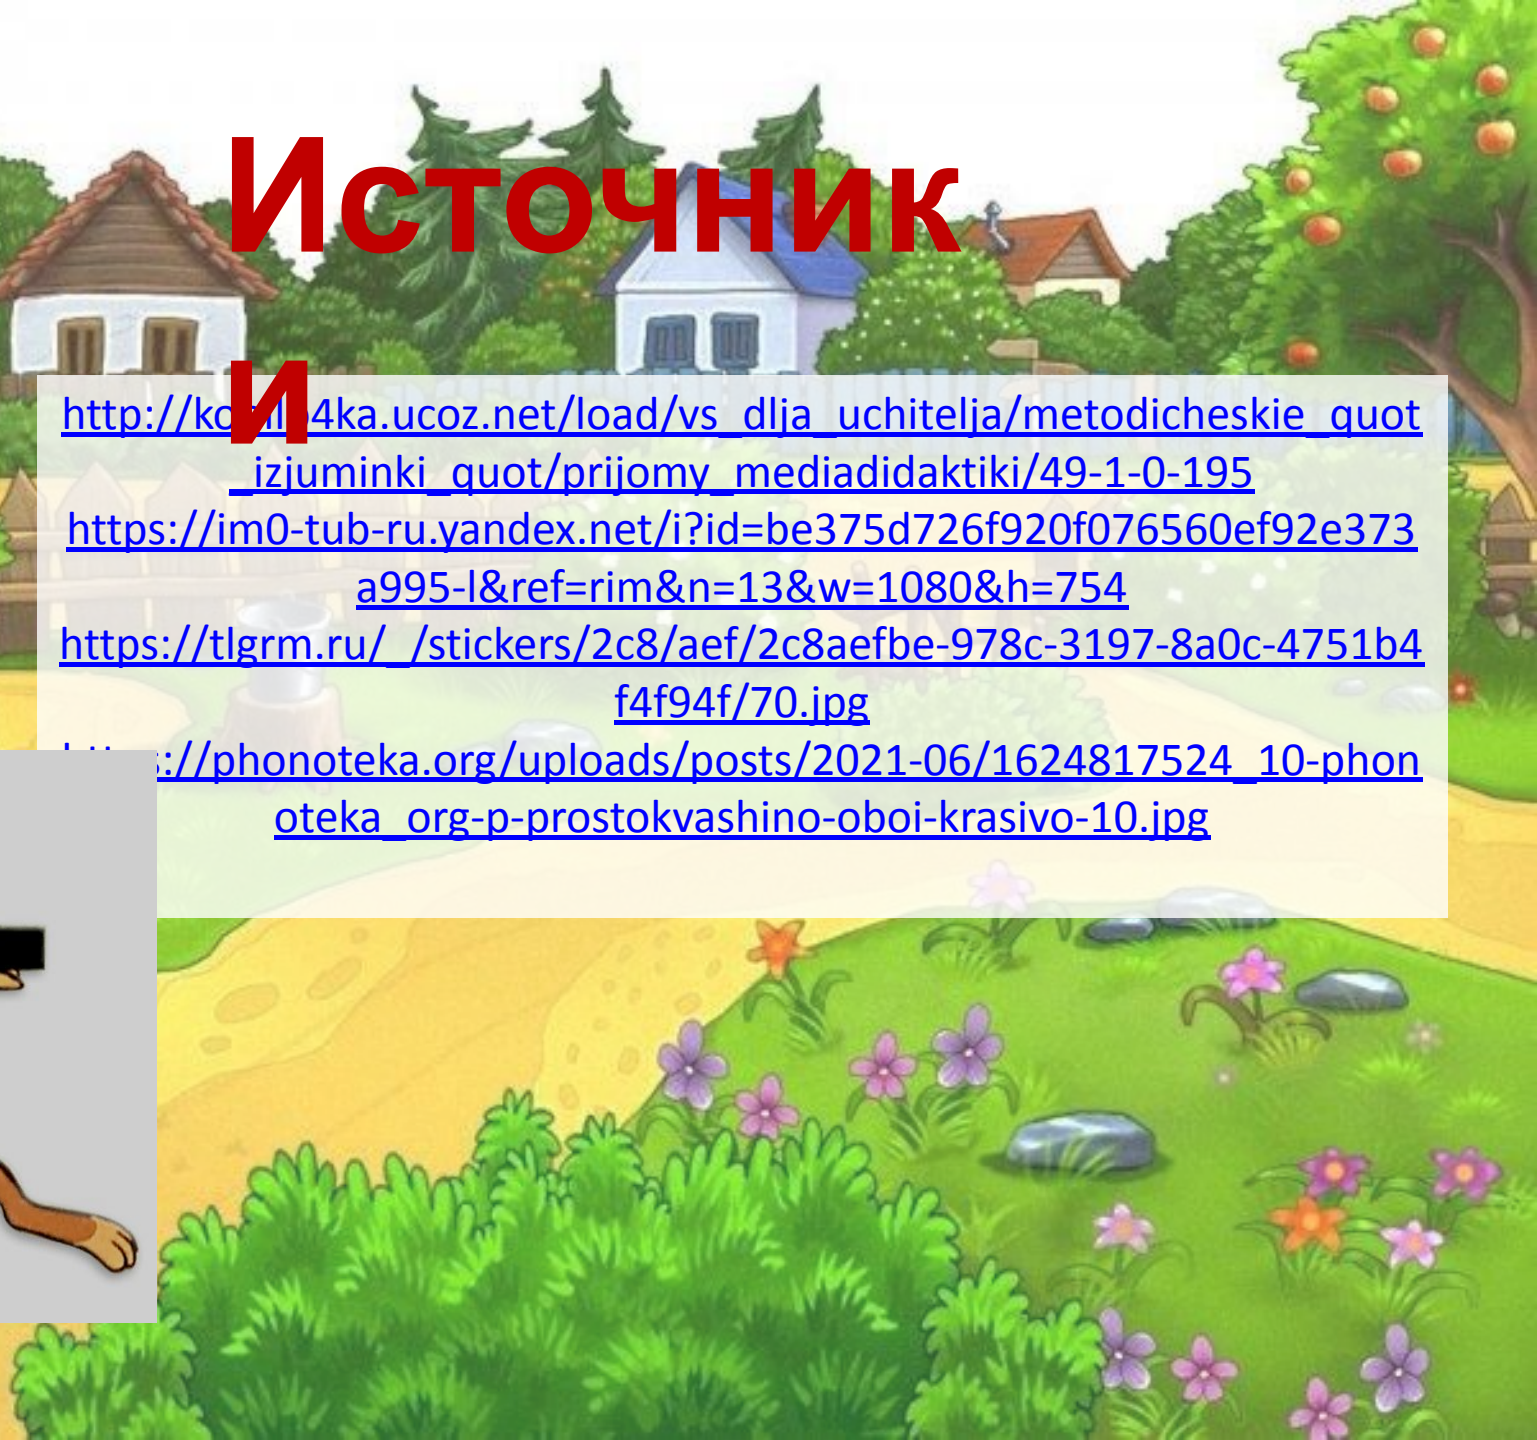 Источник
и
http://kopilo4ka.ucoz.net/load/vs_dlja_uchitelja/metodicheskie_quot
_izjuminki_quot/prijomy_mediadidaktiki/49-1-0-195
https://im0-tub-ru.yandex.net/i?id=be375d726f920f076560ef92e373
a995-l&ref=rim&n=13&w=1080&h=754
https://tlgrm.ru/_/stickers/2c8/aef/2c8aefbe-978c-3197-8a0c-4751b4
f4f94f/70.jpg
https://phonoteka.org/uploads/posts/2021-06/1624817524_10-phon
oteka_org-p-prostokvashino-oboi-krasivo-10.jpg